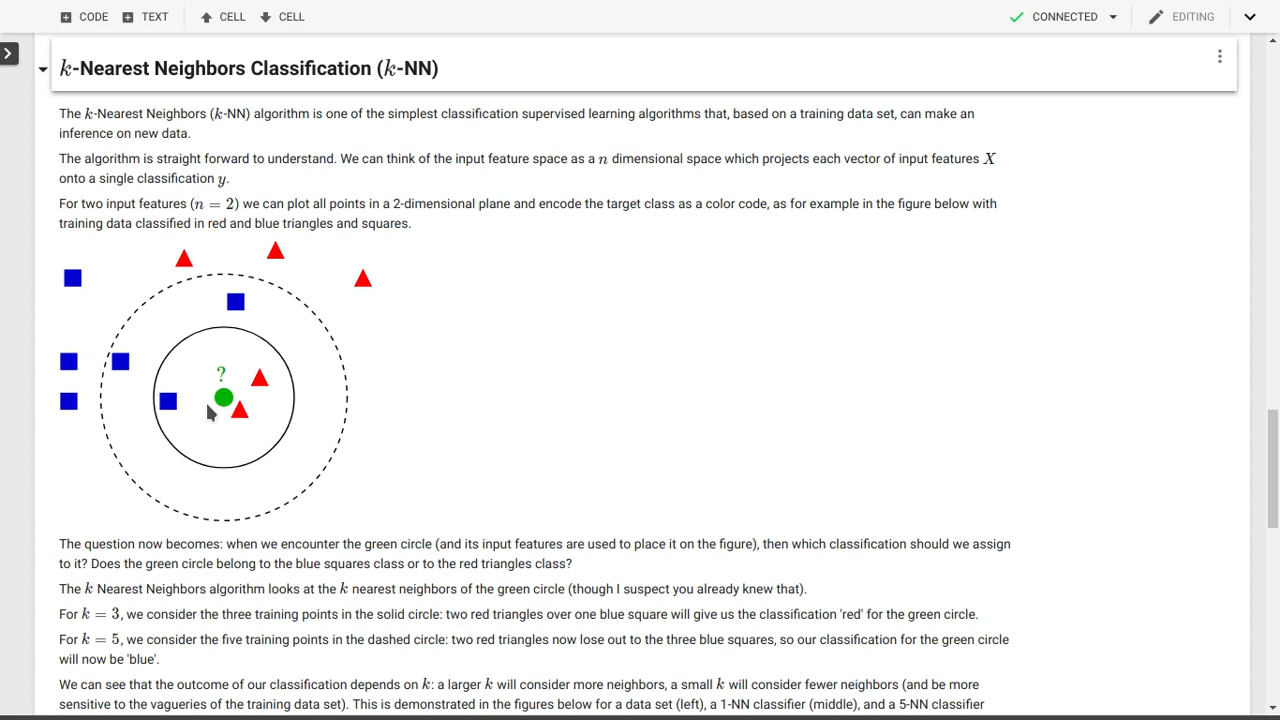 CODE TEXT CELL CELL CONNECTED EDITING
k-Nearest Neighbors Classification (k-NN)
The k-Nearest Neighbors (k-NN) algorithm is one of the simplest classification supervised learning algorithms that, based on a training data set, can make an
inference on new data.
The algorithm is straight forward to understand. We can think of the input feature space as a n dimensional space which projects each vector of input features X
onto a single classification y.
For two input features (n = 2) we can plot all points in a 2-dimensional plane and encode the target class as a color code, as for example in the figure below with
training data classified in red and blue triangles and squares.
?
The question now becomes: when we encounter the green circle (and its input features are used to place it on the figure), then which classification should we assign
to it? Does the green circle belong to the blue squares class or to the red triangles class?
The k Nearest Neighbors algorithm looks at the k nearest neighbors of the green circle (though I suspect you already knew that).
For k = 3, we consider the three training points in the solid circle: two red triangles over one blue square will give us the classification 'red' for the green circle.
For k = 5, we consider the five training points in the dashed circle: two red triangles now lose out to the three blue squares, so our classification for the green circle
will now be 'blue'.
We can see that the outcome of our classification depends on k: a larger k will consider more neighbors, a small k will consider fewer neighbors (and be more
sensitive to the vagueries of the training data set). This is demonstrated in the figures below for a data set (left), a 1-NN classifier (middle), and a 5-NN classifier